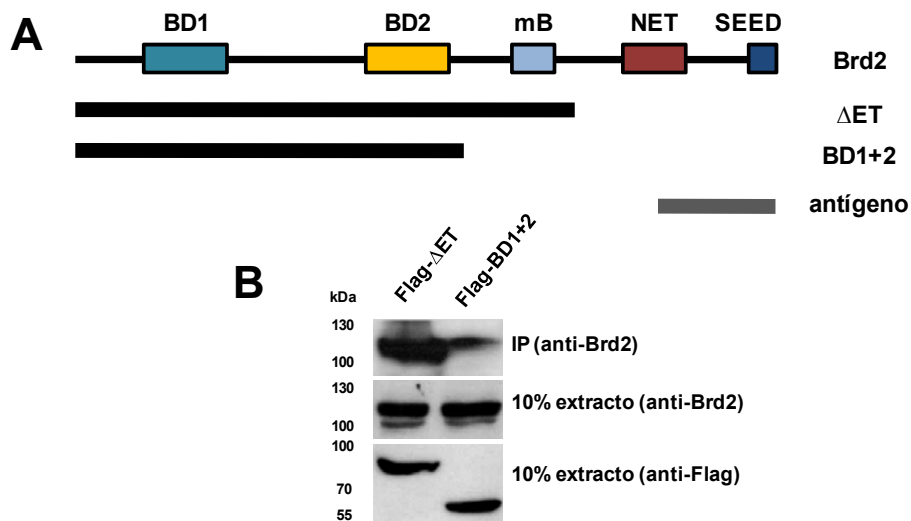 A
BD1 BD2 mB NET SEED
Brd2
ΔET
BD1+2
antígeno
B
Flag-ΔET Flag-BD1+2
kDa
130
IP (anti-Brd2)
100
130
10% extracto (anti-Brd2)
100
100
10% extracto (anti-Flag)
70
55